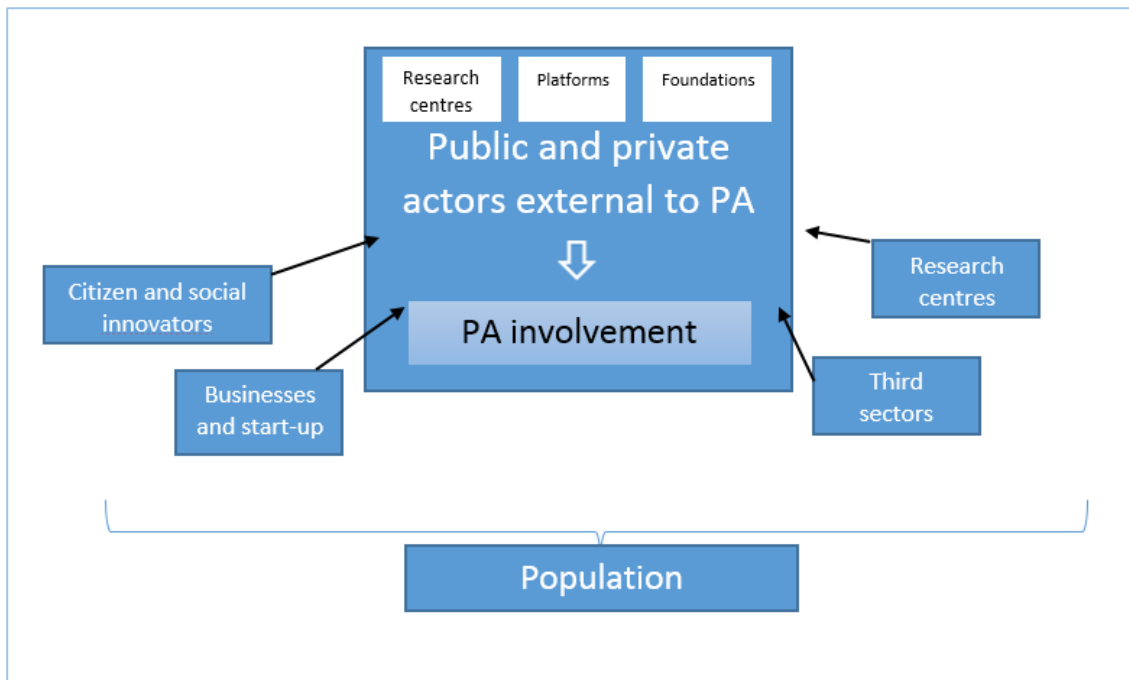 Research
centres
Platforms
Foundations
Public and private
actors external to PA
Citizen and social
innovators
Research
centres
PA involvement
Businesses
and start-up
Third
sectors
Population